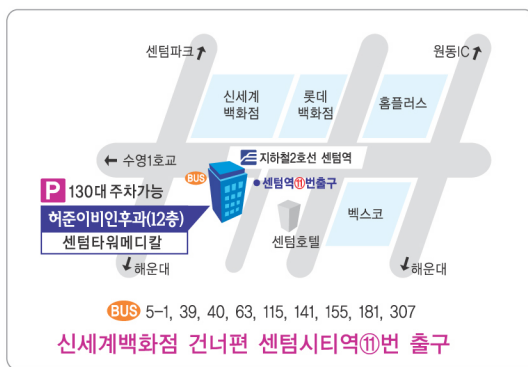 센텀파크
원동IC
신세계
백화점
롯데
백화점
홈플러스
수영1호교
지하철2호선 센텀역
BUS
센텀역⑪번출구
P 130대 주차가능
허준이비인후과(12층)
센텀타워메디칼
벡스코
센텀호텔
해운대
해운대
BUS 5-1, 39, 40, 63, 115, 141, 155, 181, 307
신세계백화점 건너편 센텀시티역⑪번 출구